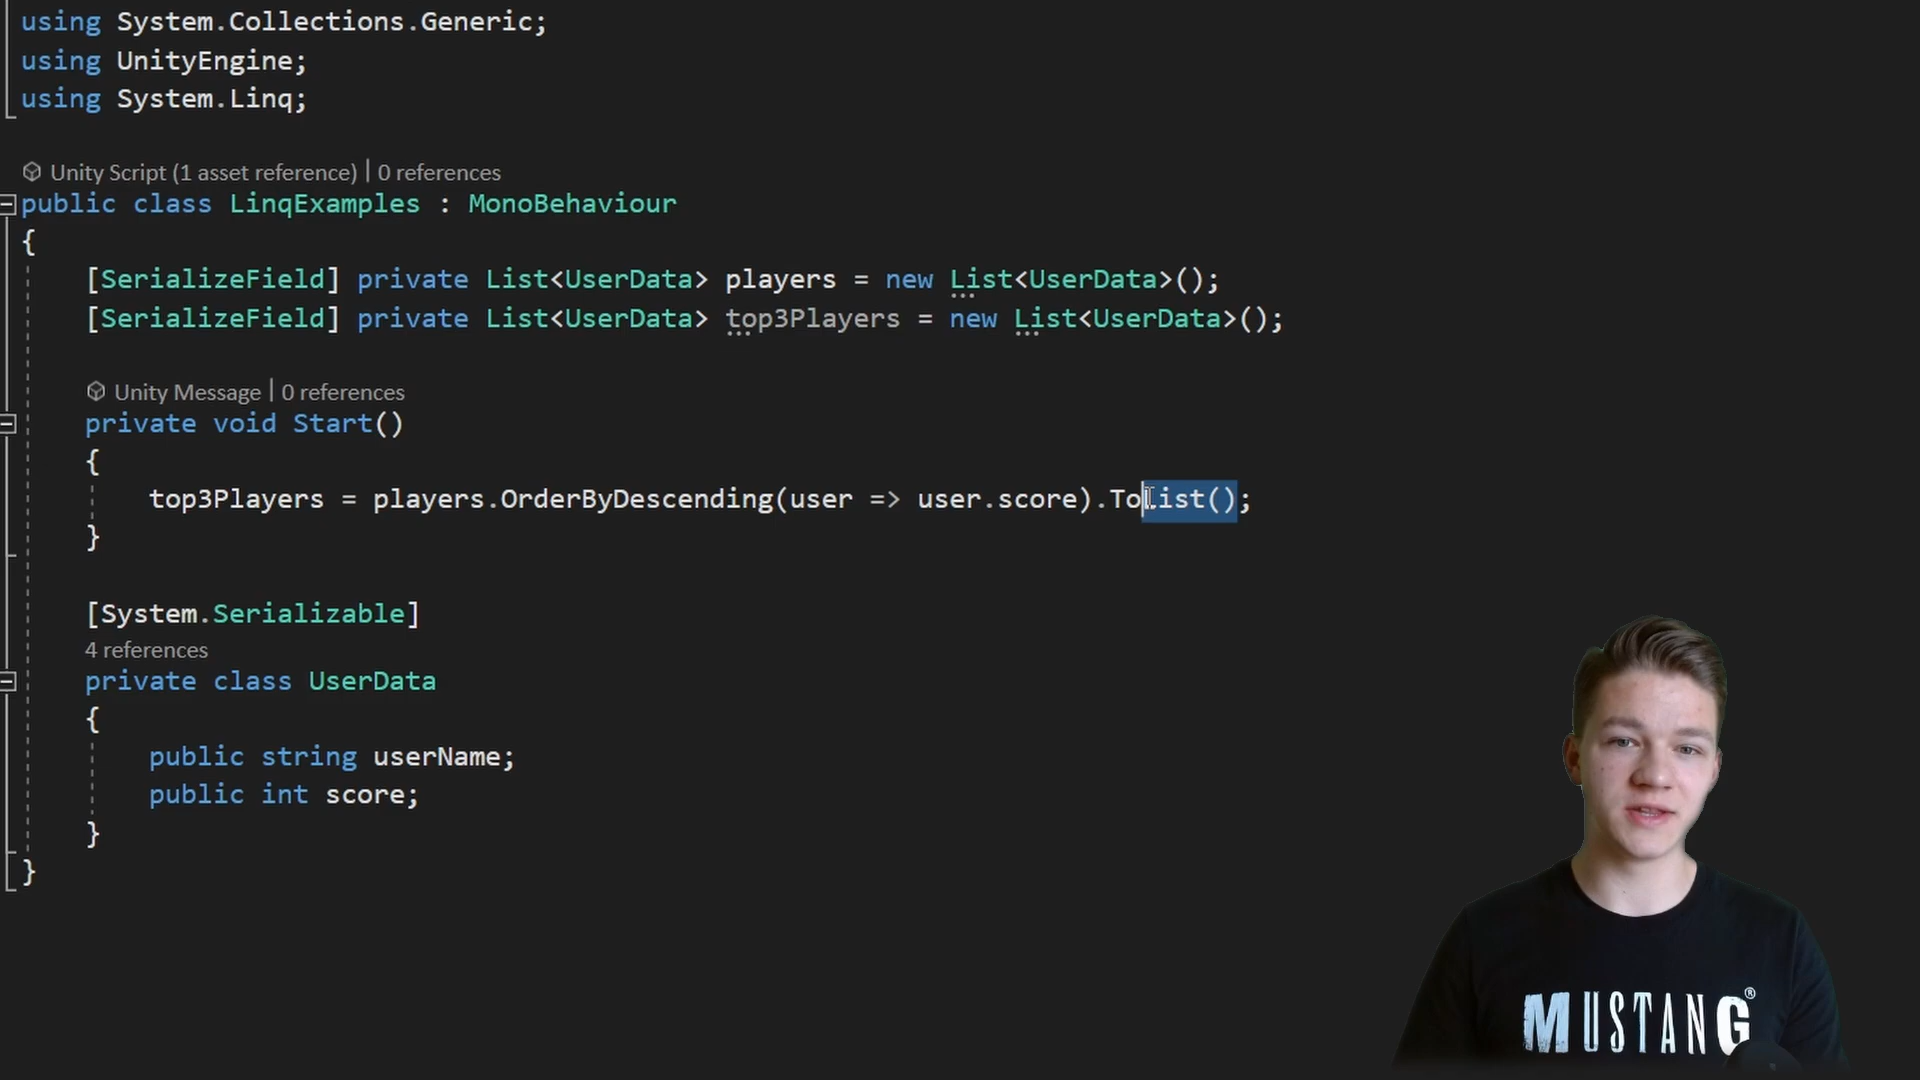 using System.Collections.Generic;
using UnityEngine;
using System.Linq;
Unity Script (1 asset reference) | 0 references
public class LinqExamples : MonoBehaviour
{
[SerializeField] private List<UserData> players = new List<UserData>();
[SerializeField] private List<UserData> top3Players = new List<UserData>();
Unity Message | 0 references
private void Start()
{
top3Players = players.OrderByDescending(user => user.score).ToList();
}
[System.Serializable]
4 references
private class UserData
{
public string userName;
public int score;
}
}
MUSTANG®